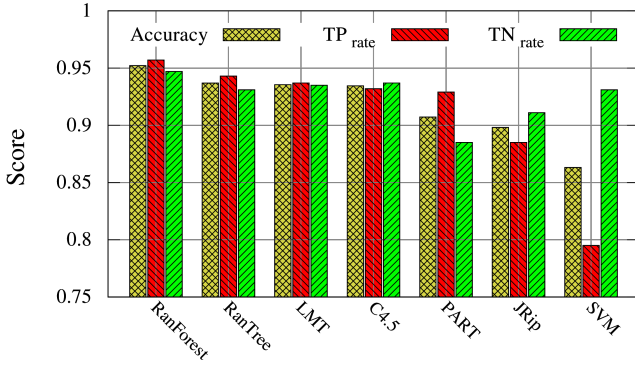 1
0.95
0.9
0.85
0.8
0.75
Score
Accuracy TP rate TN rate
RanForest
RanTree
LMT
C4.5
PART
JRip
SVM